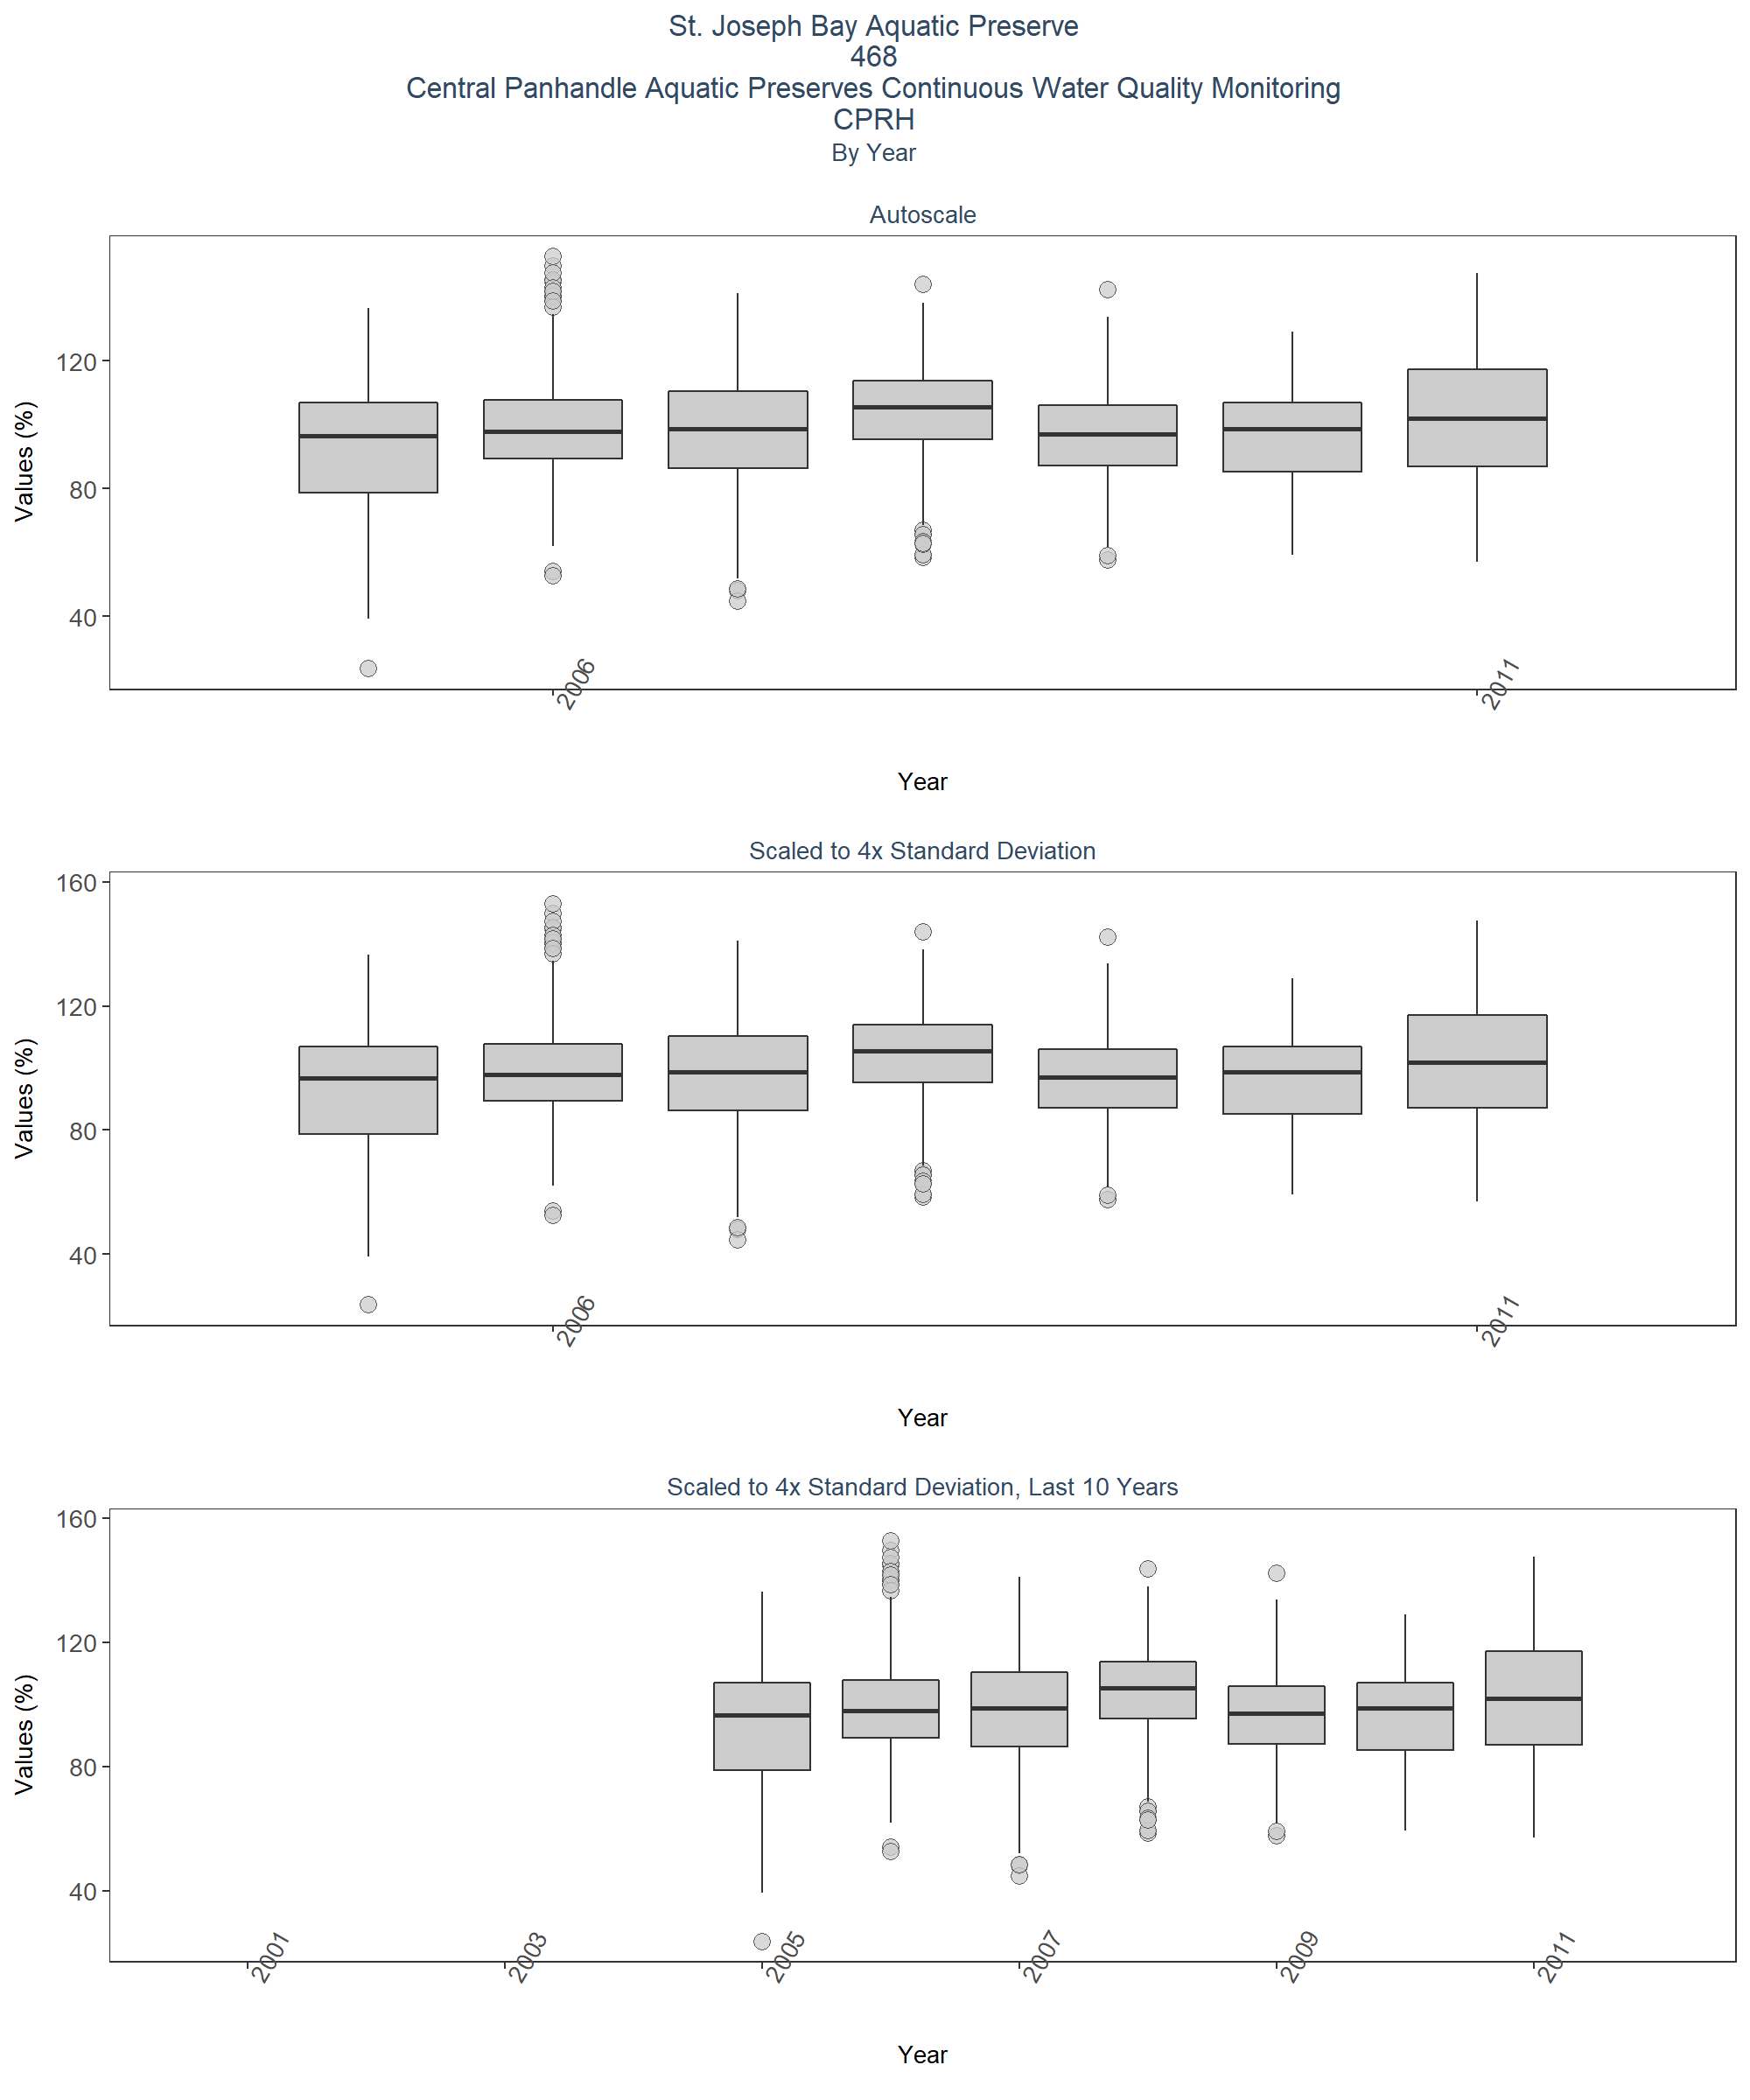 St. Joseph Bay Aquatic Preserve
468
Central Panhandle Aquatic Preserves Continuous Water Quality Monitoring
CPRH
By Year
Autoscale
Values (%)
120
80
40
2006
2011
Year
Scaled to 4x Standard Deviation
Values (%)
160
120
80
40
2006
2011
Year
Scaled to 4x Standard Deviation, Last 10 Years
Values (%)
160
120
80
40
2001
2003
2005
2007
2009
2011
Year